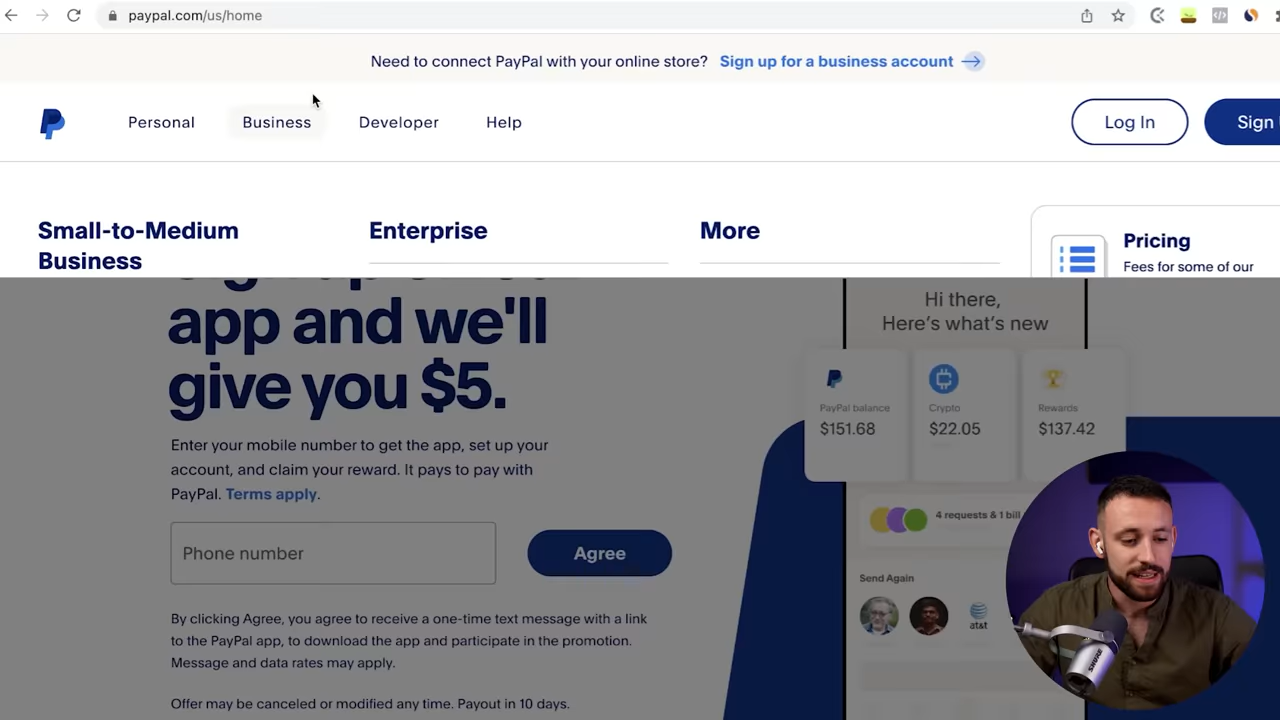 paypal.com/us/home
Need to connect PayPal with your online store? Sign up for a business account
Personal
Business
Developer
Help
Log In
Sign
Small-to-Medium
Business
Enterprise
More
Pricing
Fees for some of our
app and we'll
give you $5.
Enter your mobile number to get the app, set up your
account, and claim your reward. It pays to pay with
PayPal. Terms apply.
Phone number
Agree
By clicking Agree, you agree to receive a one-time text message with a link
to the PayPal app, to download the app and participate in the promotion.
Message and data rates may apply.
Offer may be canceled or modified any time. Payout in 10 days.
Hi there,
Here's what's new
PayPal balance
$151.68
Crypto
$22.05
Rewards
$137.42
4 requests & 1 bill
Send Again
at&t
SHURE